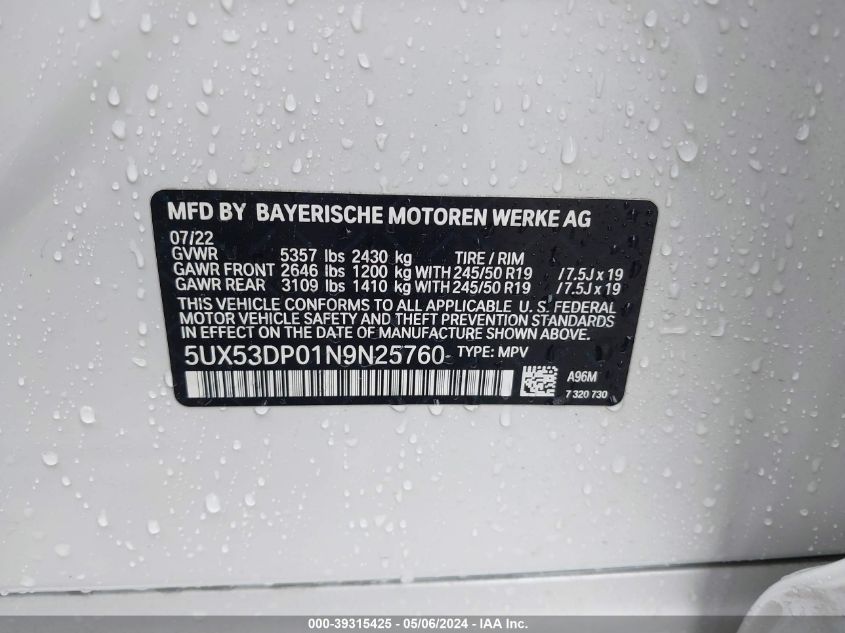 MFD BY BAYERISCHE MOTOREN WERKE AG
07/22
GVWR 5357 lbs 2430 kg TIRE / RIM
GAWR FRONT 2646 lbs 1200 kg WITH 245/50 R19 /7.5J x 19
GAWR REAR 3109 lbs 1410 kg WITH 245/50 R19 /7.5J x 19
THIS VEHICLE CONFORMS TO ALL APPLICABLE U. S. FEDERAL
MOTOR VEHICLE SAFETY AND THEFT PREVENTION STANDARDS
IN EFFECT ON THE DATE OF MANUFACTURE SHOWN ABOVE.
5UX53DP01N9N25760 TYPE: MPV
A96M
7 320 730
000-39315425 - 05/06/2024 - IAA Inc.